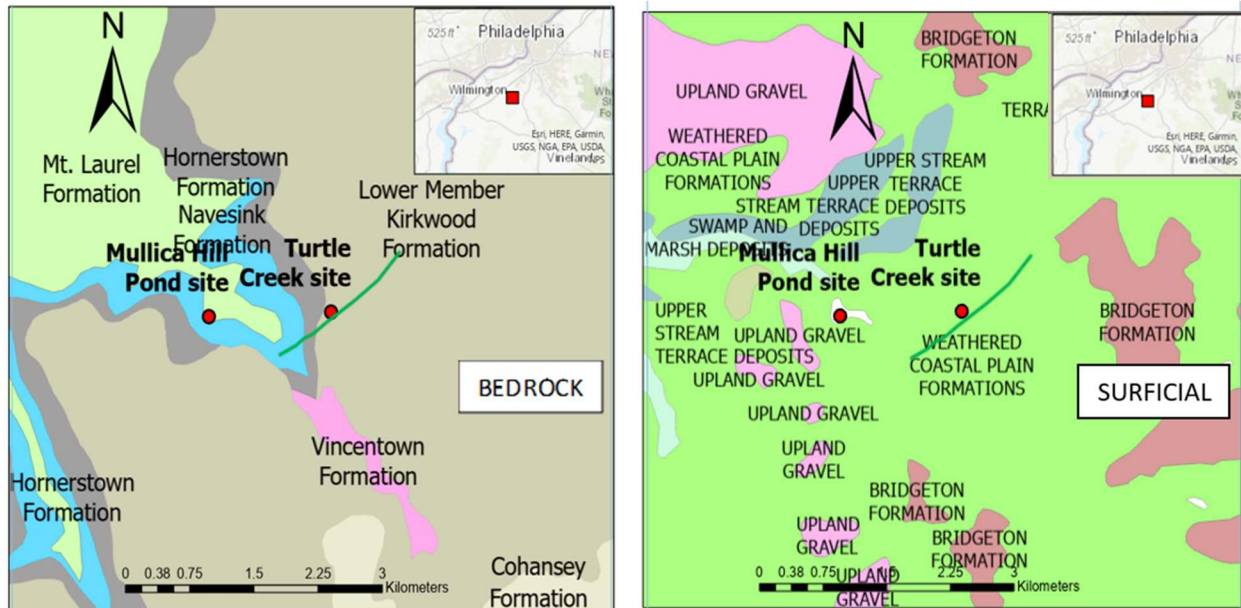 N
525 ft
Philadelphia
Wilmington
Esri, HERE, Garmin,
USGS, NGA, EPA, USDA,
Vineland
Mt. Laurel
Formation
Hornerstown
Formation
Navesink
Formation
Lower Member
Kirkwood
Formation
Mullica Hill
Pond site
Turtle
Creek site
BEDROCK
Vincentown
Formation
Hornerstown
Formation
Cohansey
Formation
0 0.38 0.75 1.5 2.25 3
Kilometers
N
525 ft
Philadelphia
Wilmington
Esri, HERE, Garmin,
USGS, NGA, EPA, USDA,
Vineland
BRIDGETON
FORMATION
UPLAND GRAVEL
WEATHERED
COASTAL PLAIN
FORMATIONS
UPPER STREAM
TERRACE
DEPOSITS
UPPER
STREAM TERRACE
DEPOSITS
SWAMP AND
MARSH DEPOSITS
Mullica Hill
Pond site
Turtle
Creek site
UPPER
STREAM
TERRACE DEPOSITS
UPLAND GRAVEL
UPLAND GRAVEL
WEATHERED
COASTAL PLAIN
FORMATIONS
BRIDGETON
FORMATION
SURFICIAL
UPLAND GRAVEL
UPLAND
GRAVEL
BRIDGETON
FORMATION
UPLAND
GRAVEL
BRIDGETON
FORMATION
UPLAND
GRAVEL
0 0.38 0.75 2.25 3
Kilometers